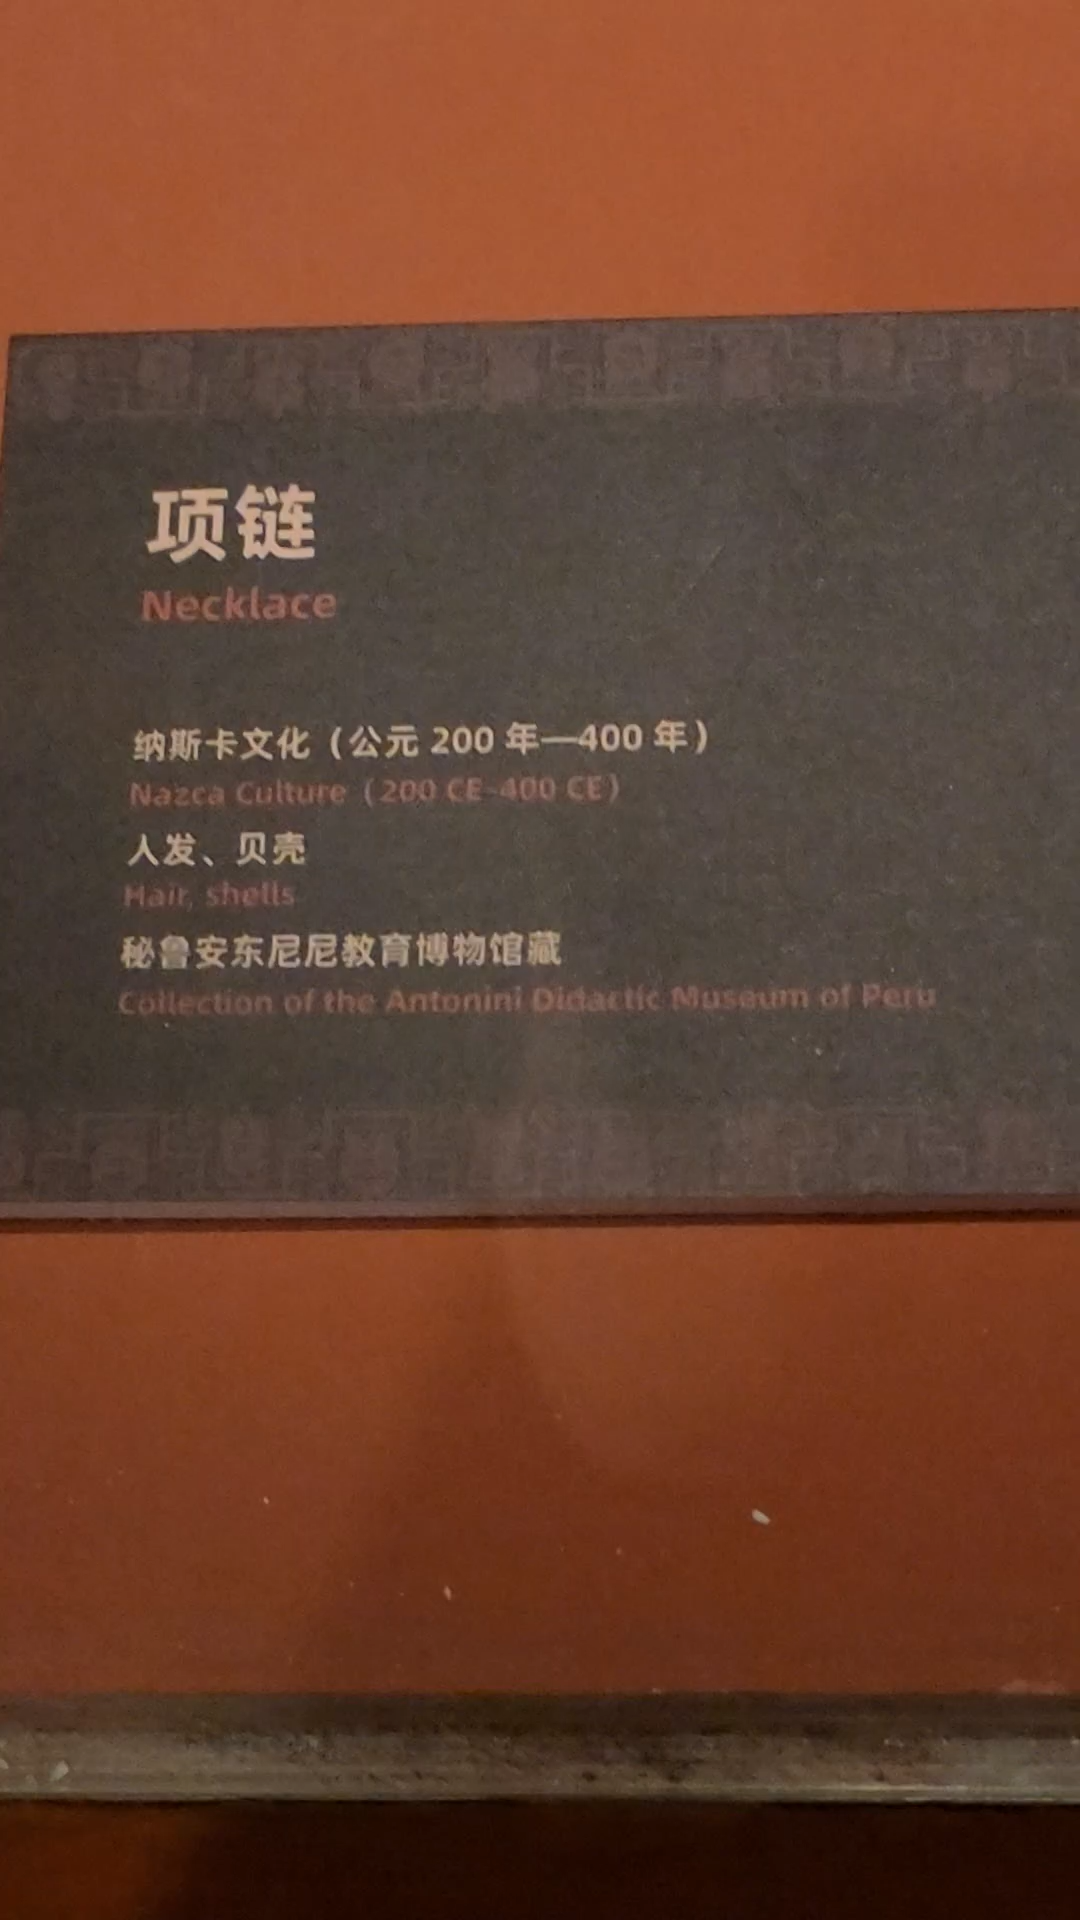 项链
Necklace
纳斯卡文化（公元 200 年—400 年）
Nazca Culture（200 CE-400 CE）
人发、贝壳
Hair, shells
秘鲁安东尼尼教育博物馆藏
Collection of the Antonini Didactic Museum of Peru